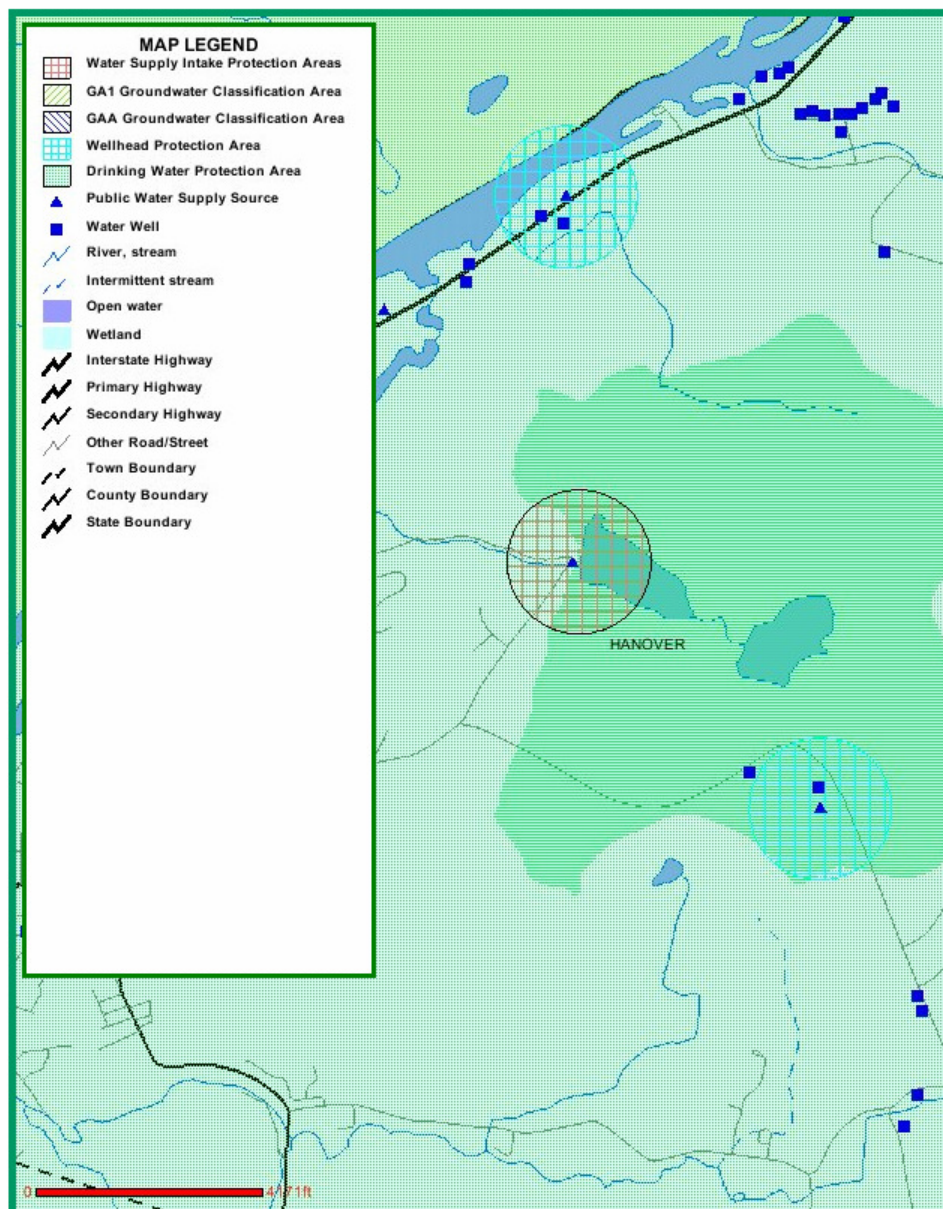 MAP LEGEND
Water Supply Intake Protection Areas
GA1 Groundwater Classification Area
GAA Groundwater Classification Area
Wellhead Protection Area
Drinking Water Protection Area
Public Water Supply Source
Water Well
River, stream
Intermittent stream
Open water
Wetland
Interstate Highway
Primary Highway
Secondary Highway
Other Road/Street
Town Boundary
County Boundary
State Boundary
HANOVER
0 4171ft